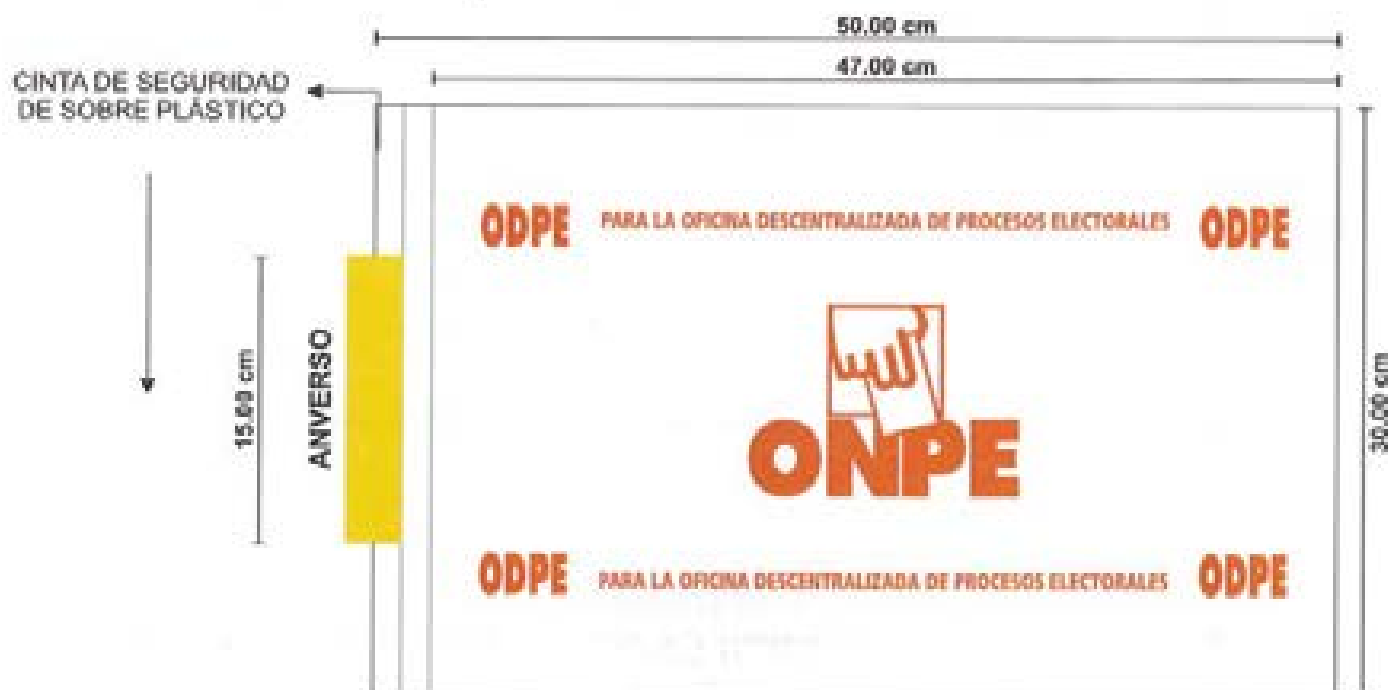 50.00 cm
47.00 cm
CINTA DE SEGURIDAD
DE SOBRE PLÁSTICO
ODPE PARA LA OFICINA DESCENTRALIZADA DE PROCESOS ELECTORALES ODPE
15.00 cm
ANVERSO
30.00 cm
ONPE
ODPE PARA LA OFICINA DESCENTRALIZADA DE PROCESOS ELECTORALES ODPE